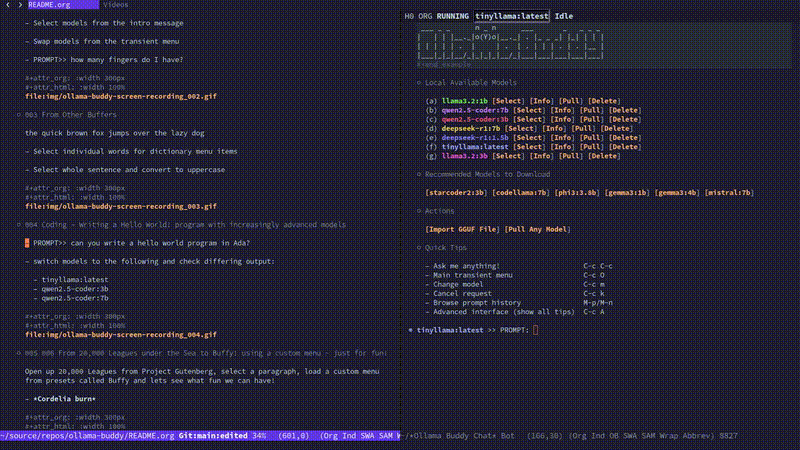 README.org Videos
– Select models from the intro message
– Swap models from the transient menu
– PROMPT>> how many fingers do I have?
#+attr_org: :width 300px
#+attr_html: :width 100%
file:img/ollama-buddy-screen-recording_002.gif
003 From Other Buffers
the quick brown fox jumps over the lazy dog
– Select individual words for dictionary menu items
– Select whole sentence and convert to uppercase
#+attr_org: :width 300px
#+attr_html: :width 100%
file:img/ollama-buddy-screen-recording_003.gif
004 Coding - Writing a Hello World! program with increasingly advanced models
PROMPT>> can you write a hello world program in Ada?
– switch models to the following and check differing output:
– tinyllama:latest
– qwen2.5-coder:3b
– qwen2.5-coder:7b
#+attr_org: :width 300px
#+attr_html: :width 100%
file:img/ollama-buddy-screen-recording_004.gif
005 006 From 20,000 Leagues under the Sea to Buffy! using a custom menu - just for fun!
Open up 20,000 Leagues from Project Gutenberg, select a paragraph, load a custom menu
from presets called Buffy and lets see what fun we can have!
– *Cordelia burn*
#+attr_org: :width 300px
#+attr_html: :width 100%
~/source/repos/ollama-buddy/README.org Git:main:edited 34% (601,0) (Org Ind SWA SAM W
H0 ORG RUNNING tinyllama:latest Idle
#+end_example
Local Available Models
(a) llama3.2:1b [Select] [Info] [Pull] [Delete]
(b) qwen2.5-coder:7b [Select] [Info] [Pull] [Delete]
(c) qwen2.5-coder:3b [Select] [Info] [Pull] [Delete]
(d) deepseek-r1:7b [Select] [Info] [Pull] [Delete]
(e) deepseek-r1:1.5b [Select] [Info] [Pull] [Delete]
(f) tinyllama:latest [Select] [Info] [Pull] [Delete]
(g) llama3.2:3b [Select] [Info] [Pull] [Delete]
Recommended Models to Download
[starcoder2:3b] [codellama:7b] [phi3:3.8b] [gemma3:1b] [gemma3:4b] [mistral:7b]
Actions
[Import GGUF File] [Pull Any Model]
Quick Tips
– Ask me anything! C-c C-c
– Main transient menu C-c O
– Change model C-c m
– Cancel request C-c k
– Browse prompt history M-p/M-n
– Advanced interface (show all tips) C-c A
* tinyllama:latest >> PROMPT:
~/*Ollama Buddy Chat* Bot (166,30) (Org Ind OB SWA SAM Wrap Abbrev) 8827